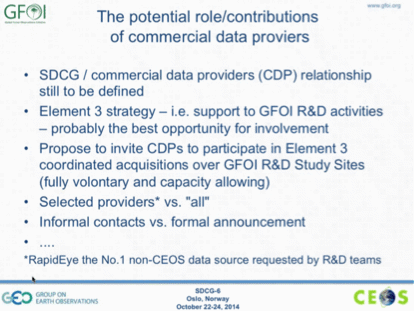 GFOI
www.gfoi.org
The potential role/contributions
of commercial data proviers
• SDCG / commercial data providers (CDP) relationship
still to be defined
• Element 3 strategy – i.e. support to GFOI R&D activities
– probably the best opportunity for involvement
• Propose to invite CDPs to participate in Element 3
coordinated acquisitions over GFOI R&D Study Sites
(fully volontary and capacity allowing)
• Selected providers* vs. "all"
• Informal contacts vs. formal announcement
• ....
*RapidEye the No.1 non-CEOS data source requested by R&D teams
GEO GROUP ON
EARTH OBSERVATIONS
SDCG-6
Oslo, Norway
October 22-24, 2014
CEOS